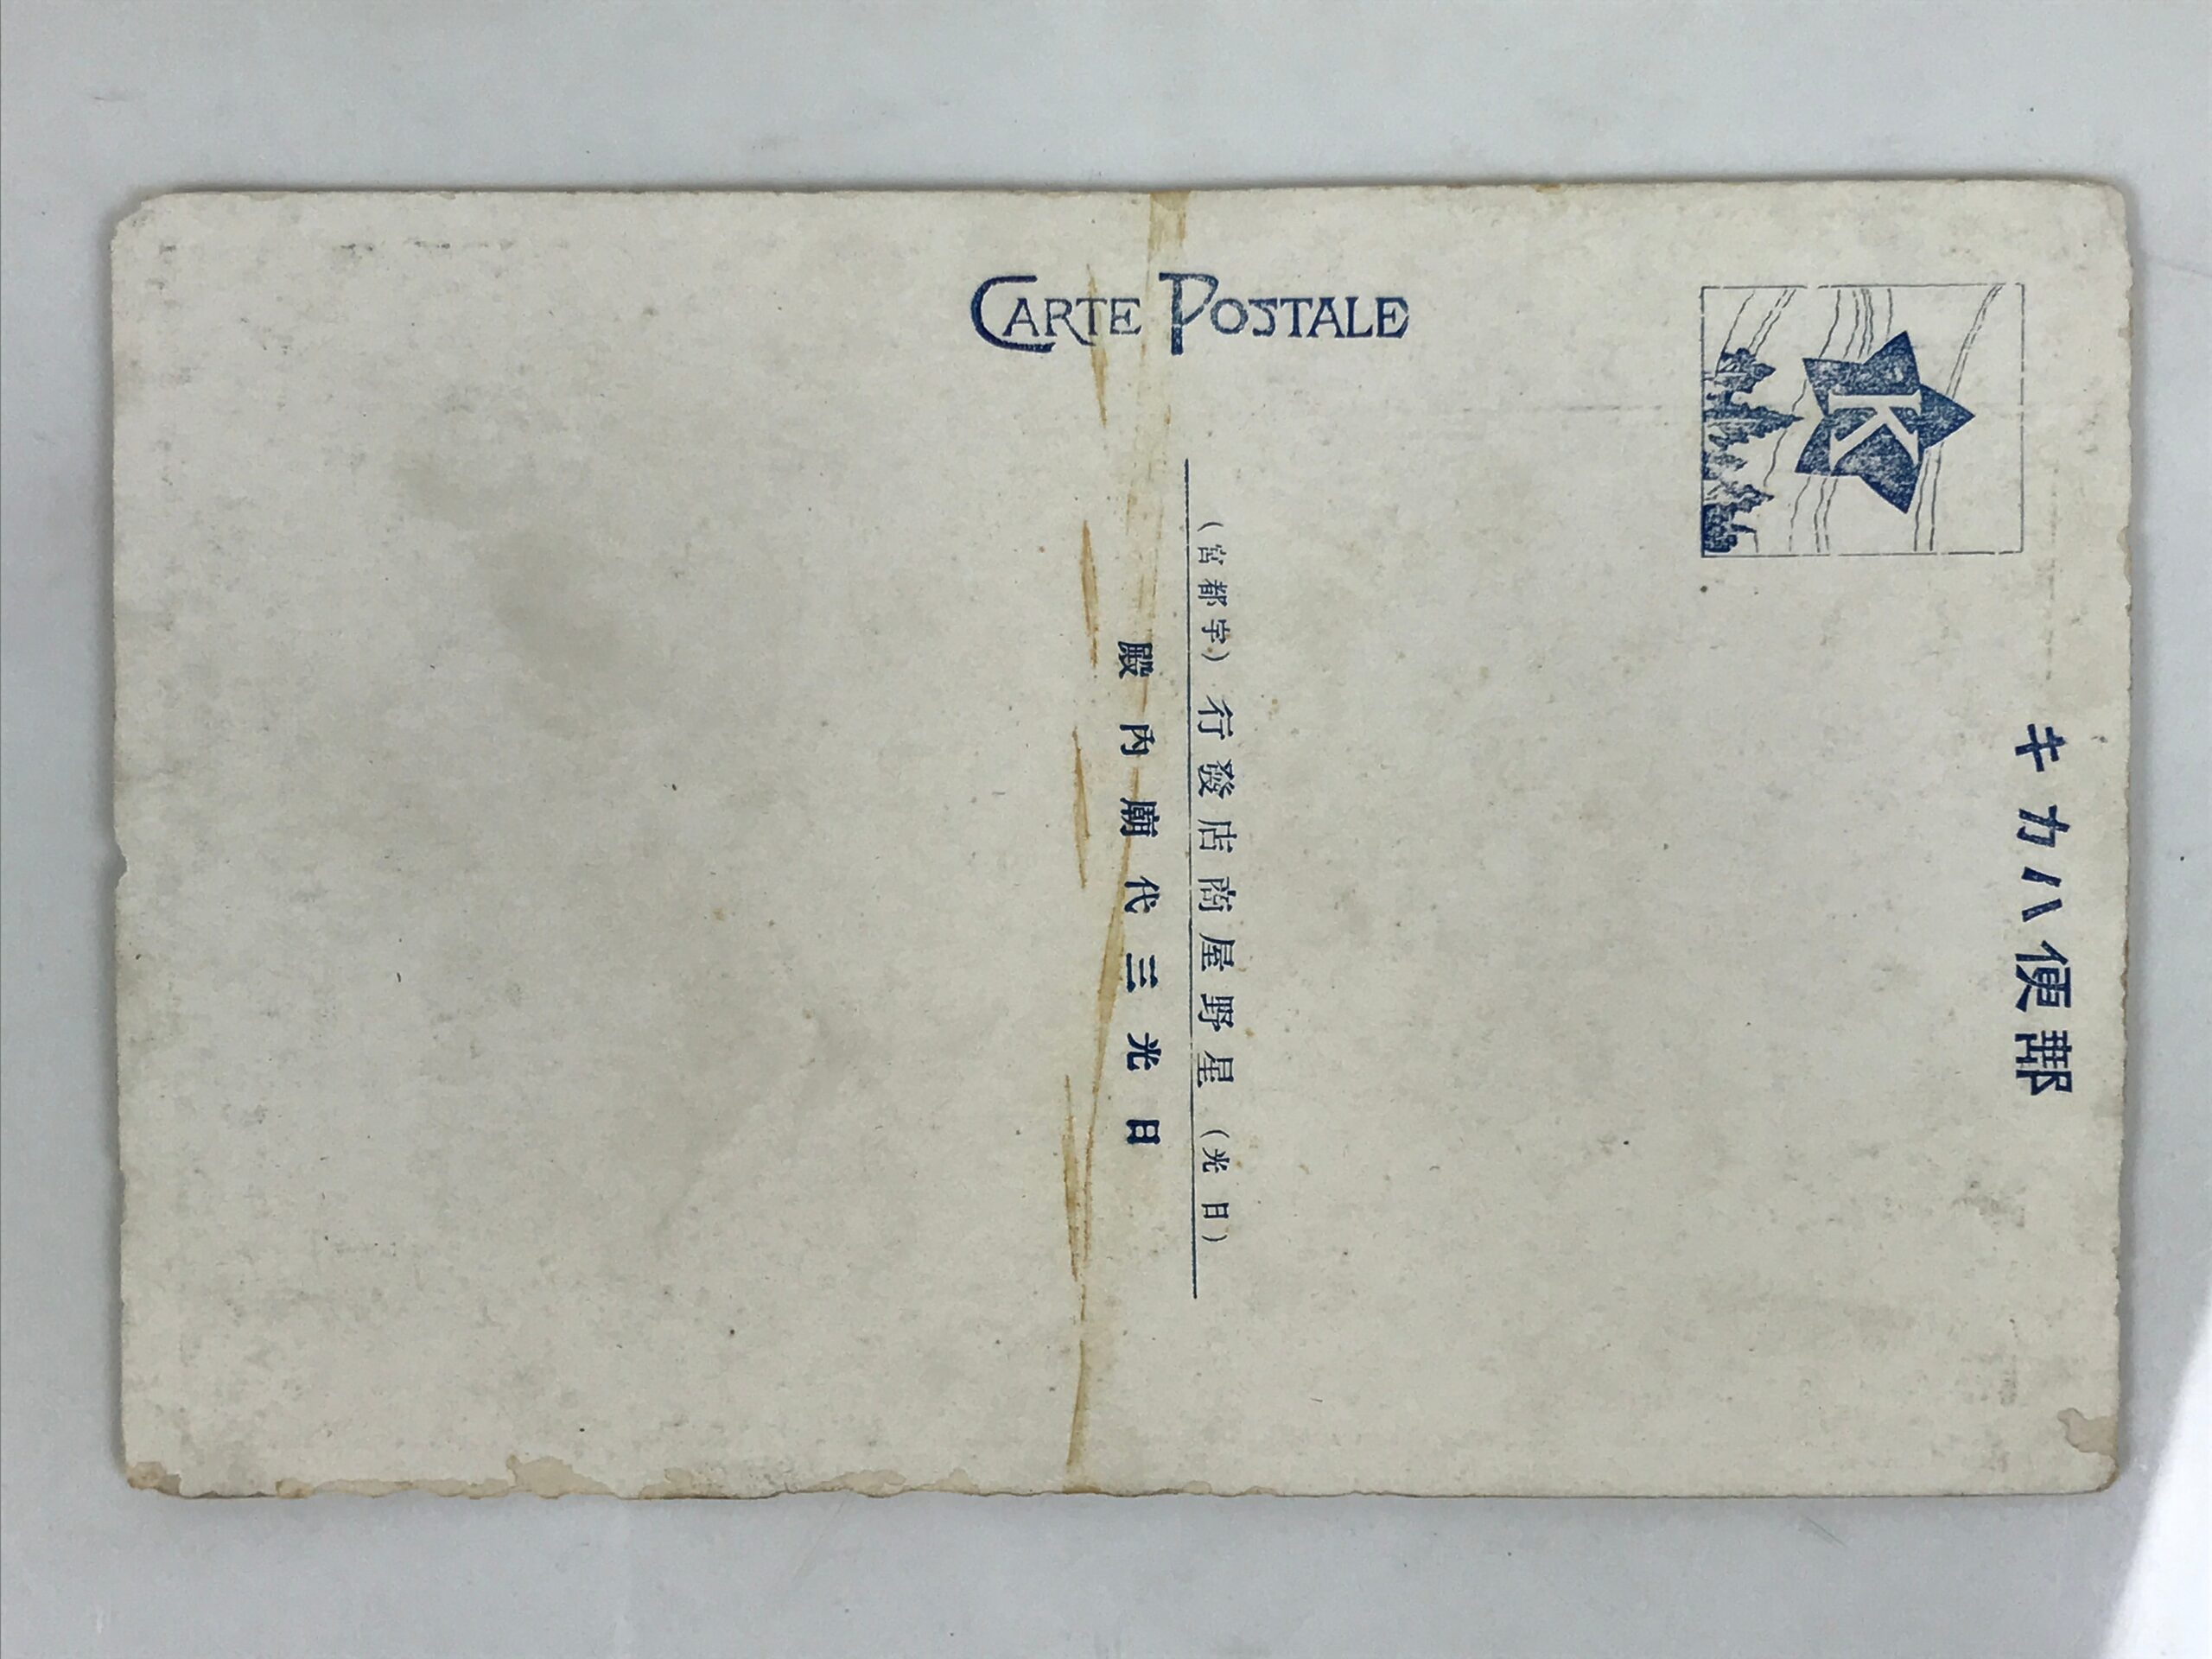 CARTE POSTALE
K
郵便ハカキ
(日光) 星野屋商店發行 (宇都宮)
日光三代廟內殿